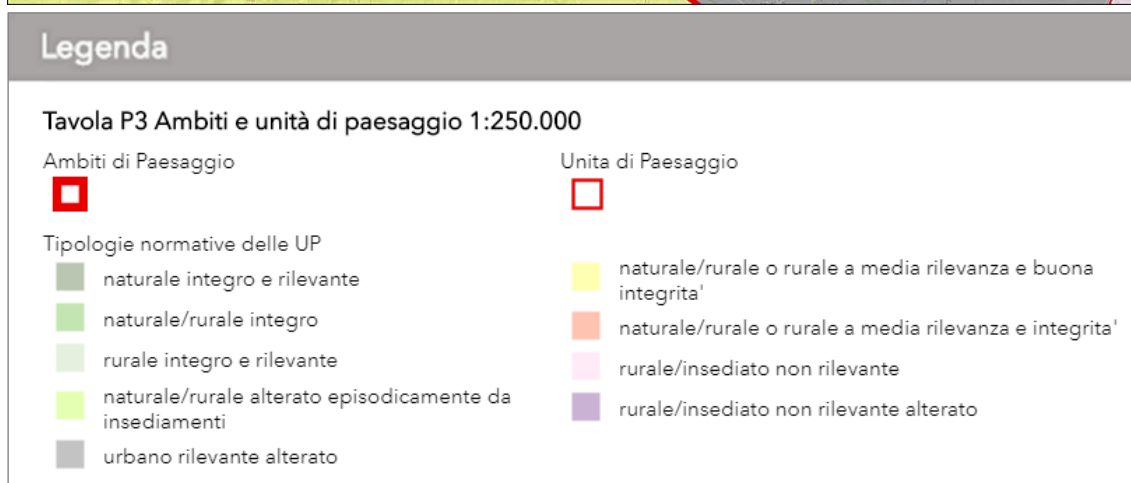 Legenda
Tavola P3 Ambiti e unità di paesaggio 1:250.000
Ambiti di Paesaggio
Unita di Paesaggio
Tipologie normative delle UP
naturale integro e rilevante
naturale/rurale integro
rurale integro e rilevante
naturale/rurale alterato episodicamente da
insediamenti
urbano rilevante alterato
naturale/rurale o rurale a media rilevanza e buona
integrita'
naturale/rurale o rurale a media rilevanza e integrita'
rurale/insediato non rilevante
rurale/insediato non rilevante alterato